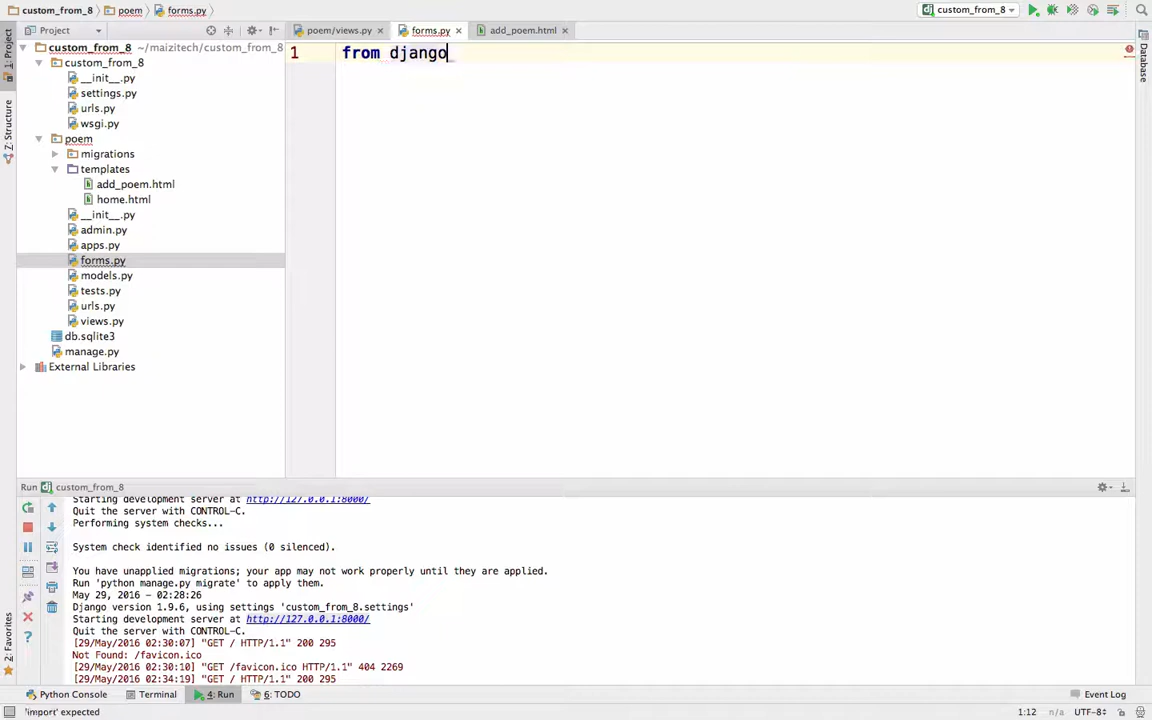 custom_from_8 poem forms.py custom_from_8
Project poem/views.py forms.py add_poem.html
1: Project
Z: Structure
2: Favorites
Database
custom_from_8 ~/maizitech/custom_from_8
custom_from_8
__init__.py
settings.py
urls.py
wsgi.py
poem
migrations
templates
add_poem.html
home.html
__init__.py
admin.py
apps.py
forms.py
models.py
tests.py
urls.py
views.py
db.sqlite3
manage.py
External Libraries
1 from django
Run custom_from_8
Starting development server at http://127.0.0.1:8000/
Quit the server with CONTROL-C.
Performing system checks...
System check identified no issues (0 silenced).
You have unapplied migrations; your app may not work properly until they are applied.
Run 'python manage.py migrate' to apply them.
May 29, 2016 - 02:28:26
Django version 1.9.6, using settings 'custom_from_8.settings'
Starting development server at http://127.0.0.1:8000/
Quit the server with CONTROL-C.
[29/May/2016 02:30:07] "GET / HTTP/1.1" 200 295
Not Found: /favicon.ico
[29/May/2016 02:30:10] "GET /favicon.ico HTTP/1.1" 404 2269
[29/May/2016 02:34:19] "GET / HTTP/1.1" 200 295
Python Console Terminal 4: Run 6: TODO Event Log
'import' expected 1:12 n/a UTF-8